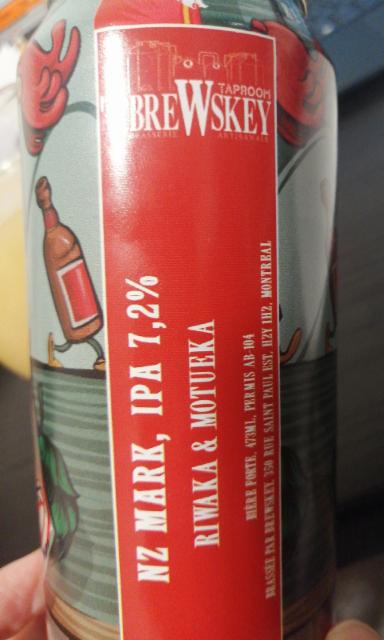 TAPROOM
BREWSKEY
BRASSERIE ARTISANALE
NZ MARK, IPA 7,2%
RIWAKA & MOTUEKA
BIÈRE FORTE, 473ML, PERMIS AB-104
BRASSÉE PAR BREWSKEY, 350 RUE SAINT PAUL EST, H2Y 1H2, MONTREAL